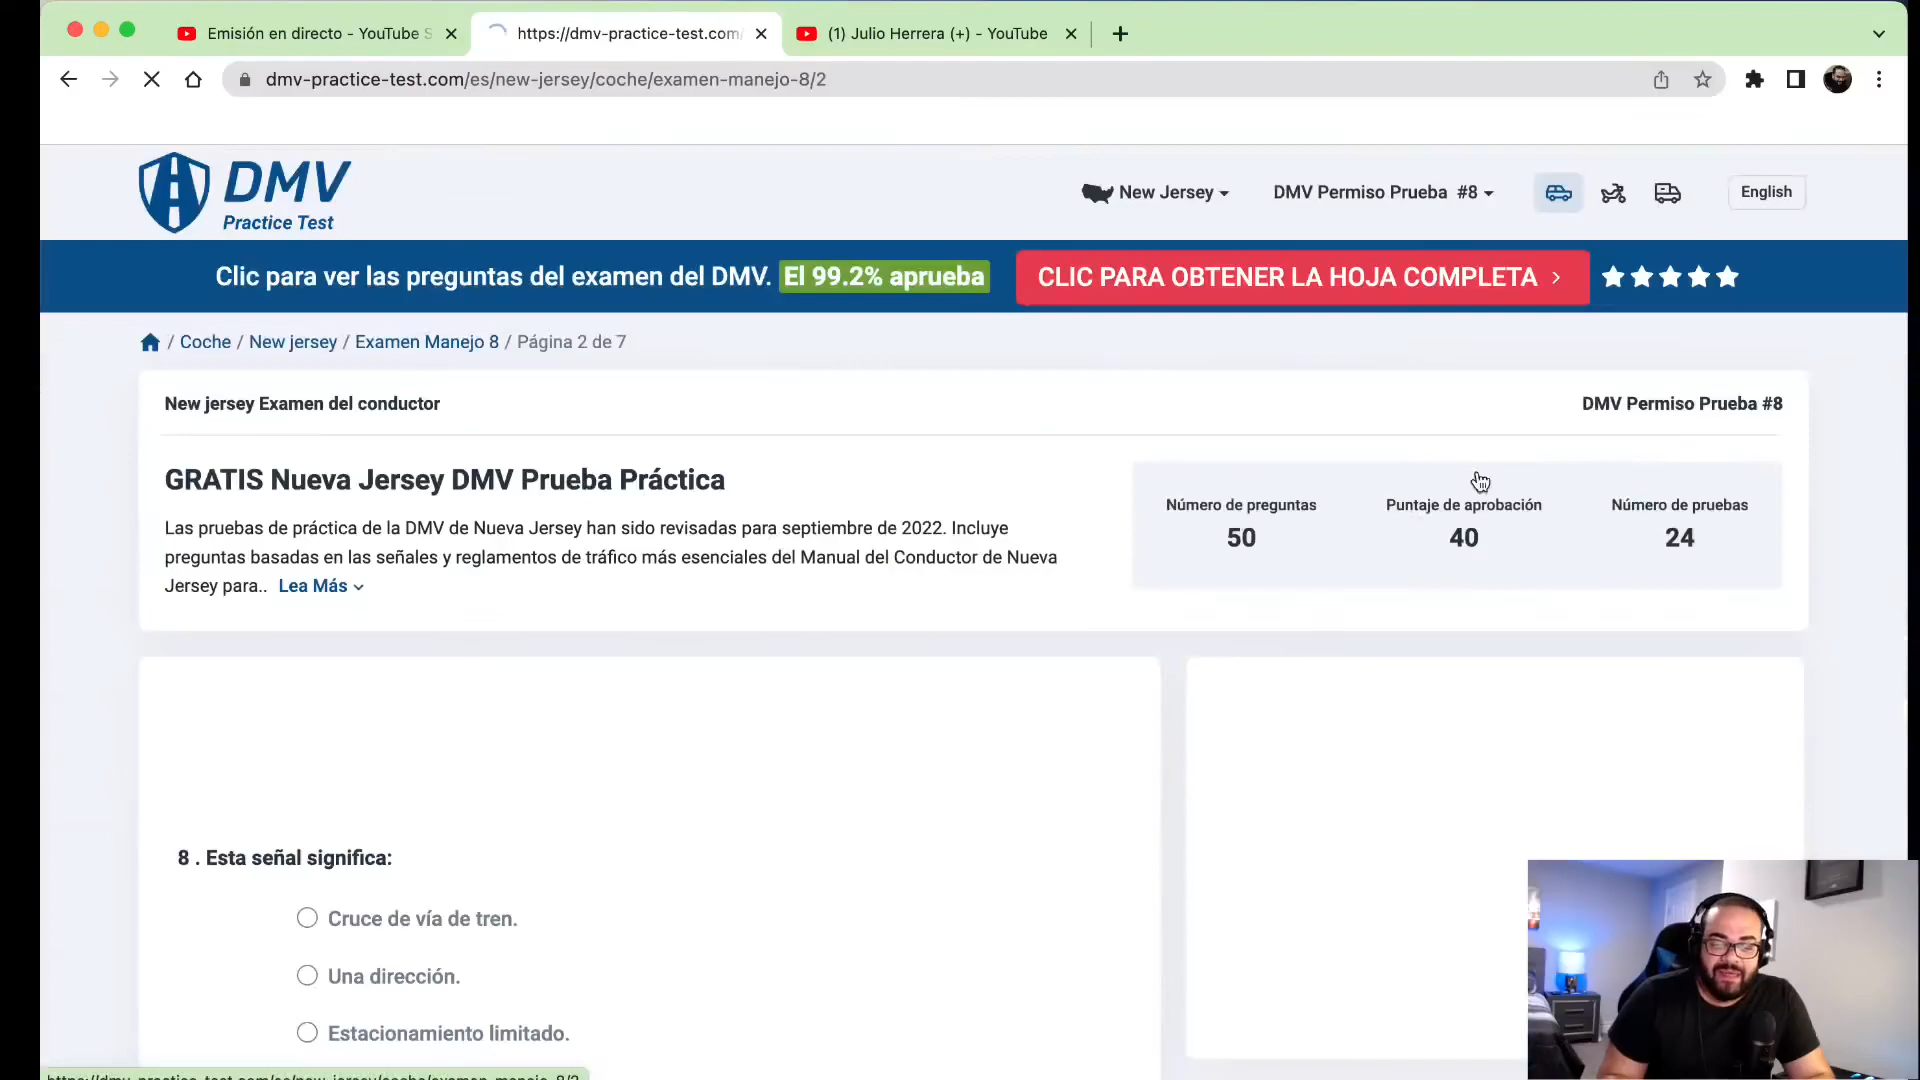 Emisión en directo - YouTube S
https://dmv-practice-test.com/
(1) Julio Herrera (+) - YouTube
dmv-practice-test.com/es/new-jersey/coche/examen-manejo-8/2
DMV
Practice Test
New Jersey
DMV Permiso Prueba #8
English
Clic para ver las preguntas del examen del DMV. El 99.2% aprueba
CLIC PARA OBTENER LA HOJA COMPLETA
/ Coche / New jersey / Examen Manejo 8 / Página 2 de 7
New jersey Examen del conductor
DMV Permiso Prueba #8
GRATIS Nueva Jersey DMV Prueba Práctica
Las pruebas de práctica de la DMV de Nueva Jersey han sido revisadas para septiembre de 2022. Incluye
preguntas basadas en las señales y reglamentos de tráfico más esenciales del Manual del Conductor de Nueva
Jersey para.. Lea Más
Número de preguntas
50
Puntaje de aprobación
40
Número de pruebas
24
8 . Esta señal significa:
Cruce de vía de tren.
Una dirección.
Estacionamiento limitado.